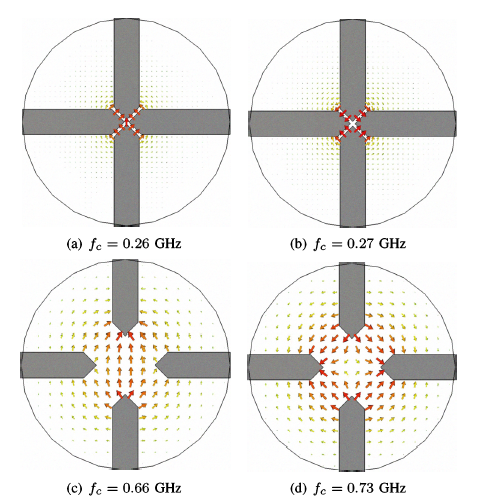 (a) f_c = 0.26 GHz
(b) f_c = 0.27 GHz
(c) f_c = 0.66 GHz
(d) f_c = 0.73 GHz